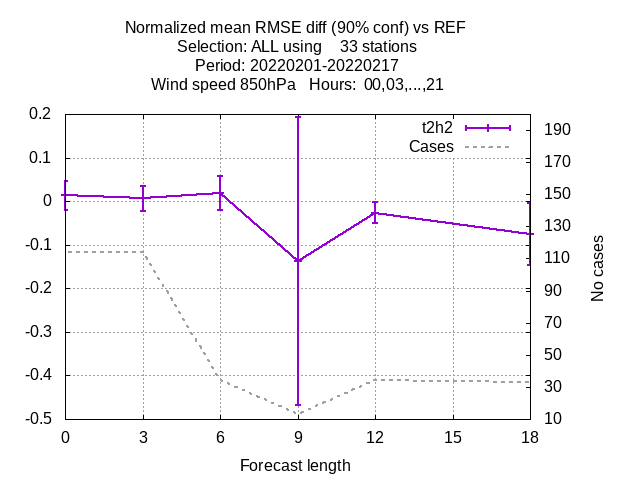 Normalized mean RMSE diff (90% conf) vs REF
Selection: ALL using    33 stations
Period: 20220201-20220217
Wind speed 850hPa   Hours:  00,03,...,21
t2h2
Cases
0.2
0.1
0
-0.1
-0.2
-0.3
-0.4
-0.5
190
170
150
130
110
90
70
50
30
10
No cases
0 3 6 9 12 15 18
Forecast length